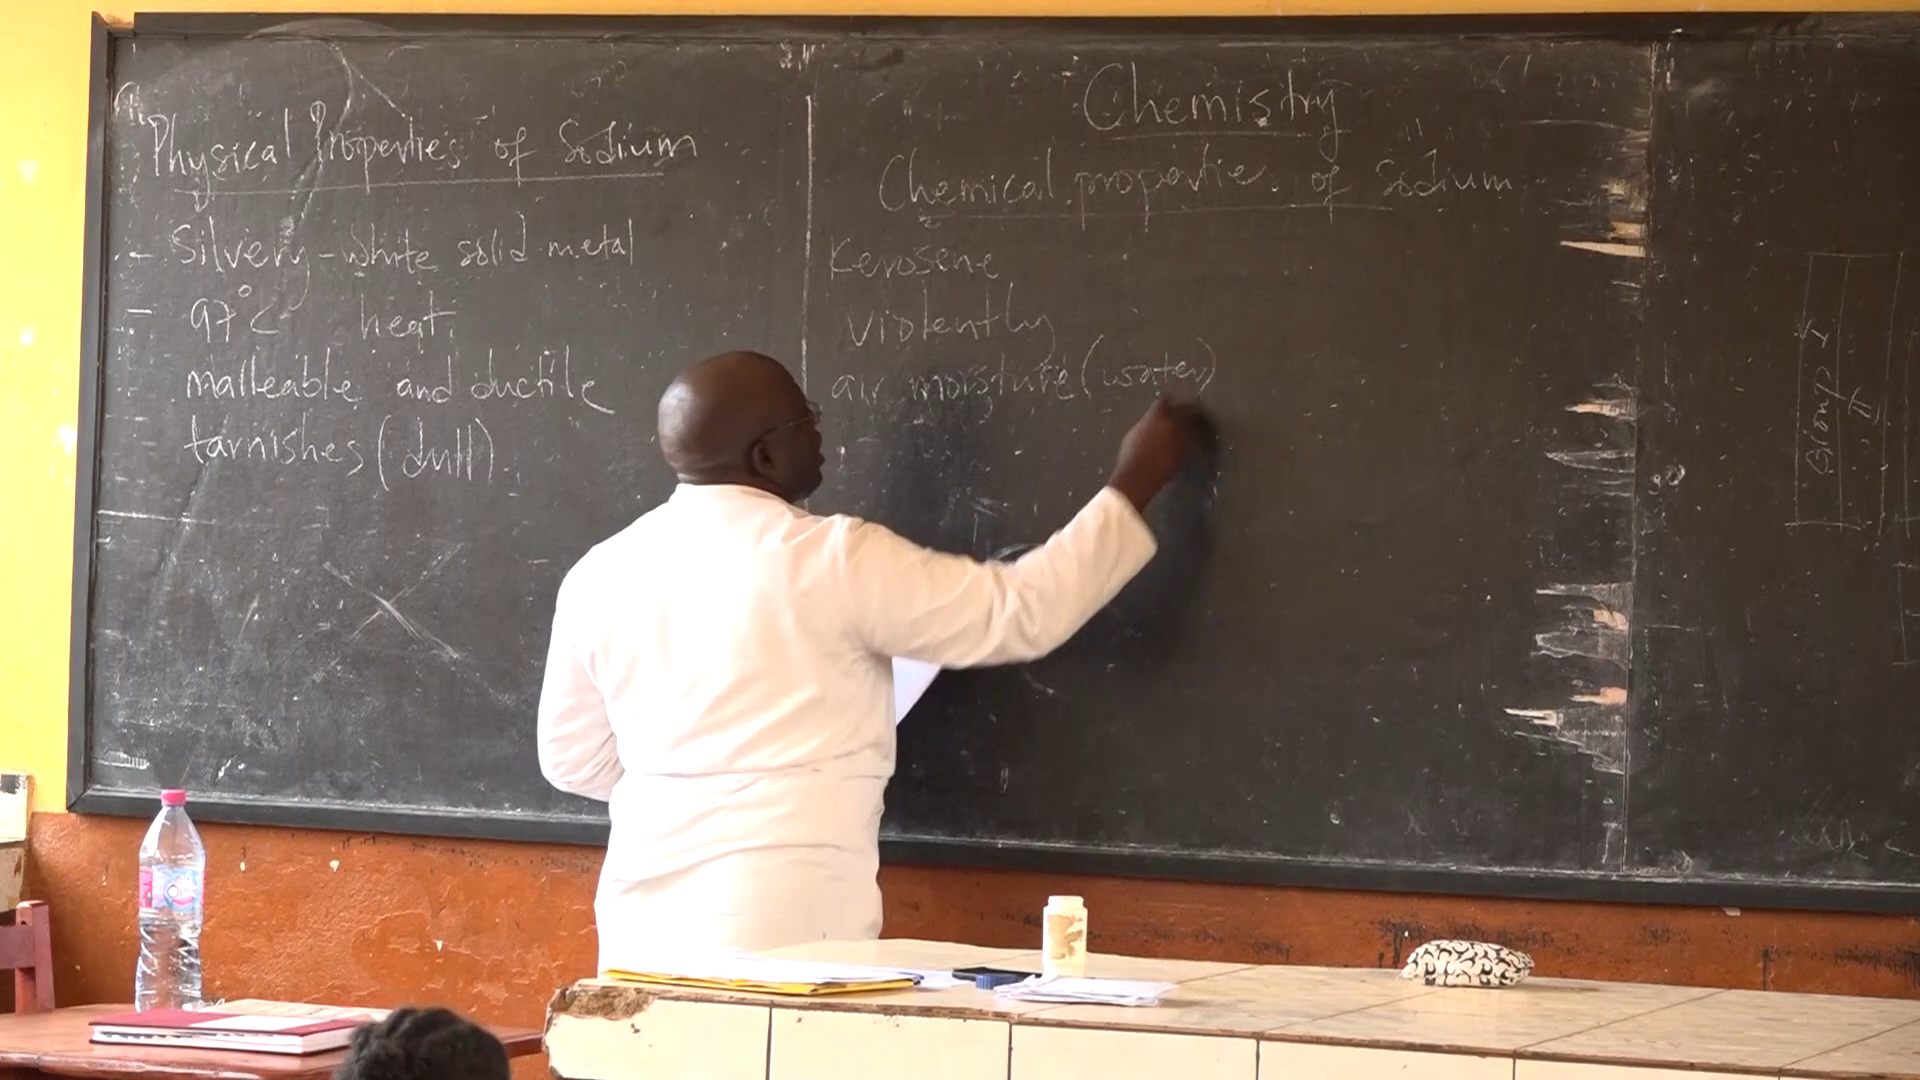 Physical Properties of Sodium
- Silvery-white solid metal
- 97°C heat
malleable and ductile
tarnishes (dull)
Chemistry
Chemical properties of Sodium
Kerosene
violently
air moisture (water)
Group I
II